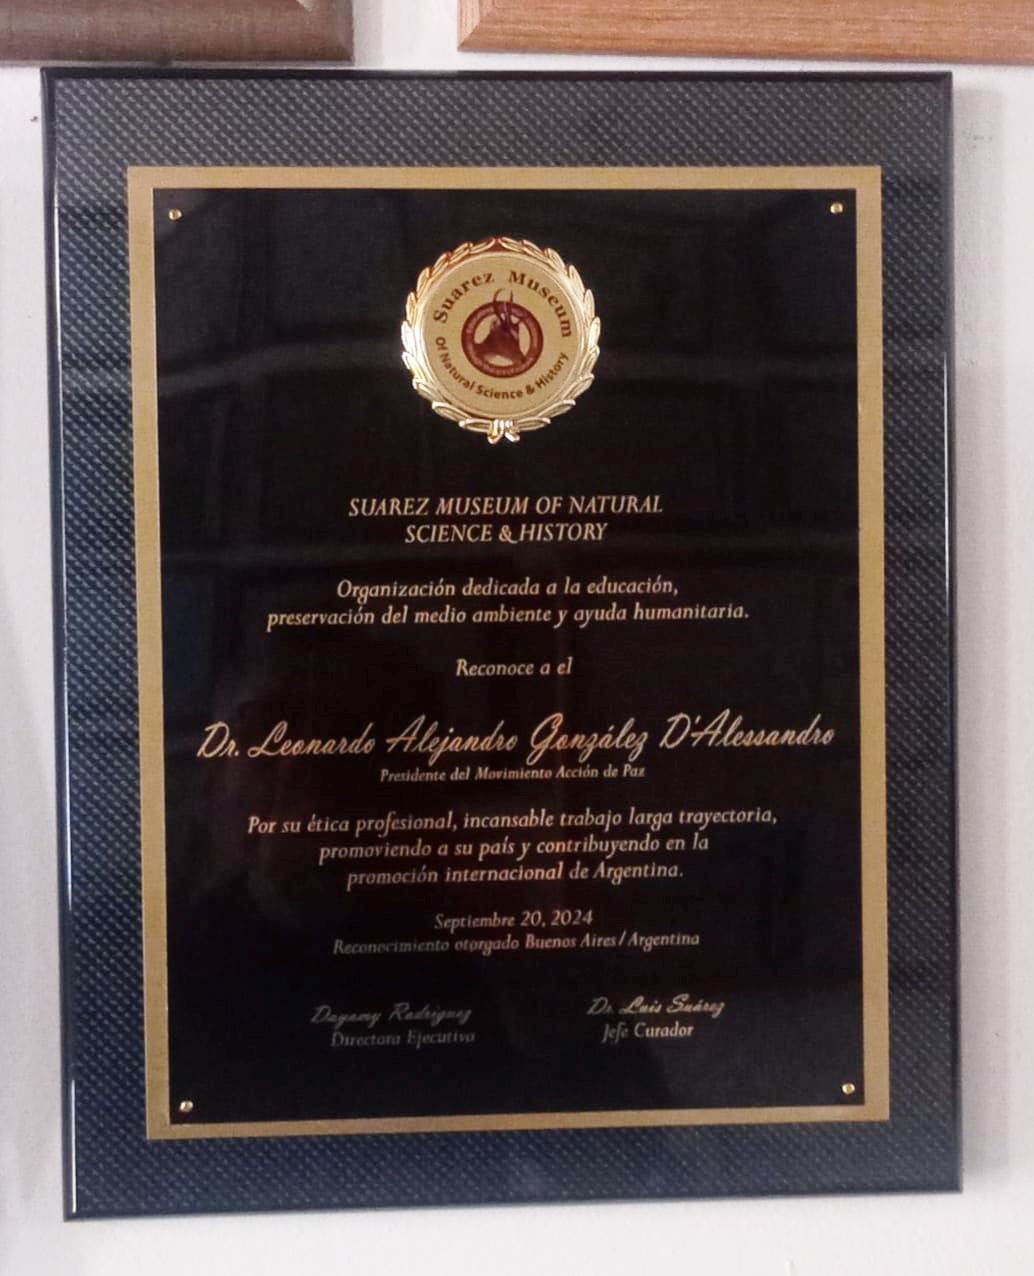 Suarez Museum
Of Natural Science & History
SUAREZ MUSEUM OF NATURAL
SCIENCE & HISTORY
Organización dedicada a la educación,
preservación del medio ambiente y ayuda humanitaria.
Reconoce a el
Dr. Leonardo Alejandro González D'Alessandro
Presidente del Movimiento Acción de Paz
Por su ética profesional, incansable trabajo larga trayectoria,
promoviendo a su país y contribuyendo en la
promoción internacional de Argentina.
Septiembre 20, 2024
Reconocimiento otorgado Buenos Aires/Argentina
Dayamy Rodriguez Dr. Luis Suárez
Directora Ejecutiva Jefe Curador